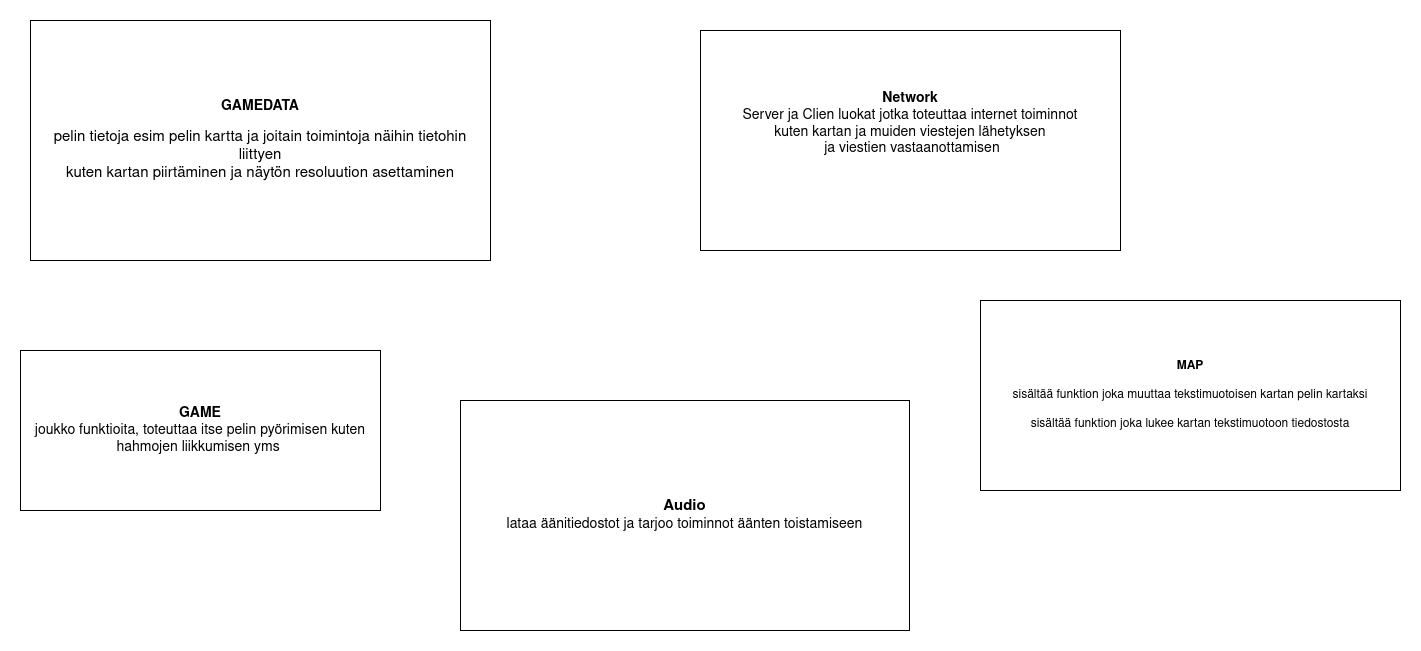 GAMEDATA
pelin tietoja esim pelin kartta ja joitain toimintoja näihin tietohin
liittyen
kuten kartan piirtäminen ja näytön resoluution asettaminen
Network
Server ja Clien luokat jotka toteuttaa internet toiminnot
kuten kartan ja muiden viestejen lähetyksen
ja viestien vastaanottamisen
MAP
sisältää funktion joka muuttaa tekstimuotoisen kartan pelin kartaksi
sisältää funktion joka lukee kartan tekstimuotoon tiedostosta
GAME
joukko funktioita, toteuttaa itse pelin pyörimisen kuten
hahmojen liikkumisen yms
Audio
lataa äänitiedostot ja tarjoo toiminnot äänten toistamiseen